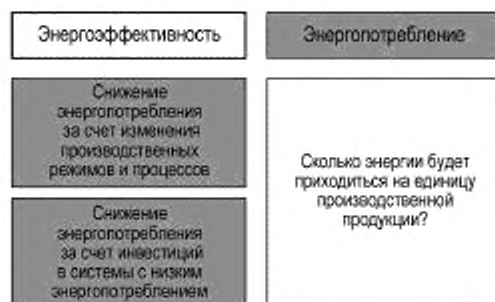 Энергоэффективность
Энергопотребление
Снижение
энергопотребления
за счет изменения
производственных
режимов и процессов
Снижение
энергопотребления
за счет инвестиций
в системы с низким
энергопотреблением
Сколько энергии будет
приходиться на единицу
производственной
продукции?